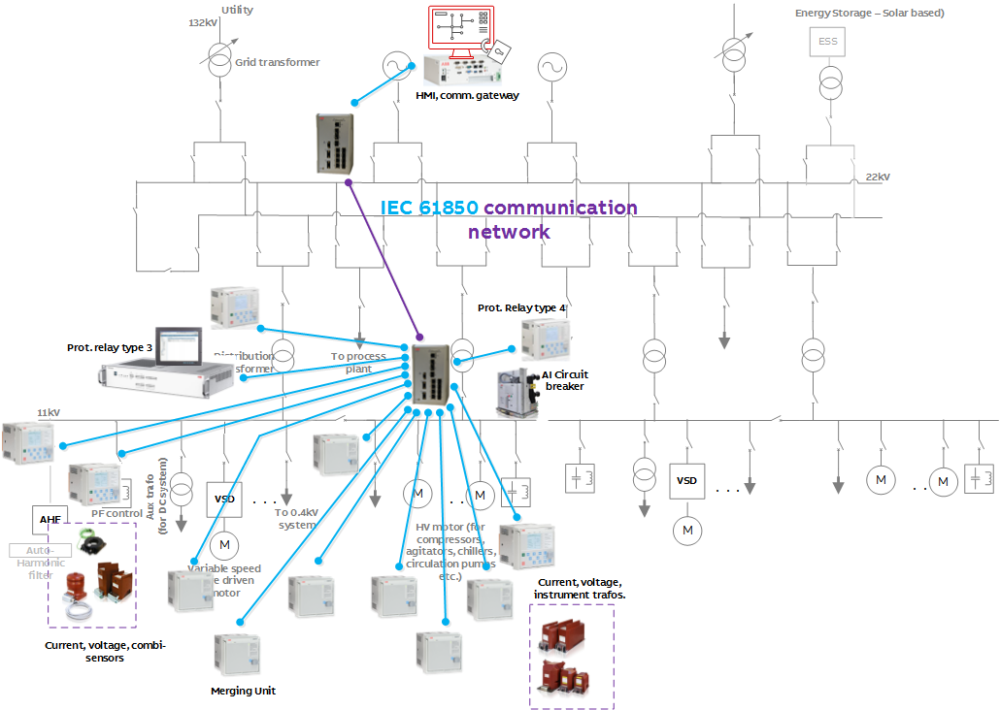 Utility
132kV
Grid transformer
HMI, comm. gateway
Energy Storage – Solar based)
ESS
22kV
IEC 61850 communication
network
Prot. Relay type 4
Prot. relay type 3
To process
plant
AI Circuit
breaker
11kV
Aux trafo
(for DC system)
PF control
VSD
. . .
To 0.4kV
system
M
. .
M
VSD
. . .
M
. .
M
AHF
Auto-
Harmonic
filter
M
M
HV motor (for
compressors,
agitators, chillers,
circulation pumps
etc.)
Variable speed
driven
motor
Current, voltage,
instrument trafos.
Current, voltage, combi-
sensors
Merging Unit